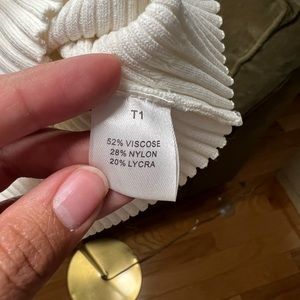 T1
52% VISCOSE
28% NYLON
20% LYCRA